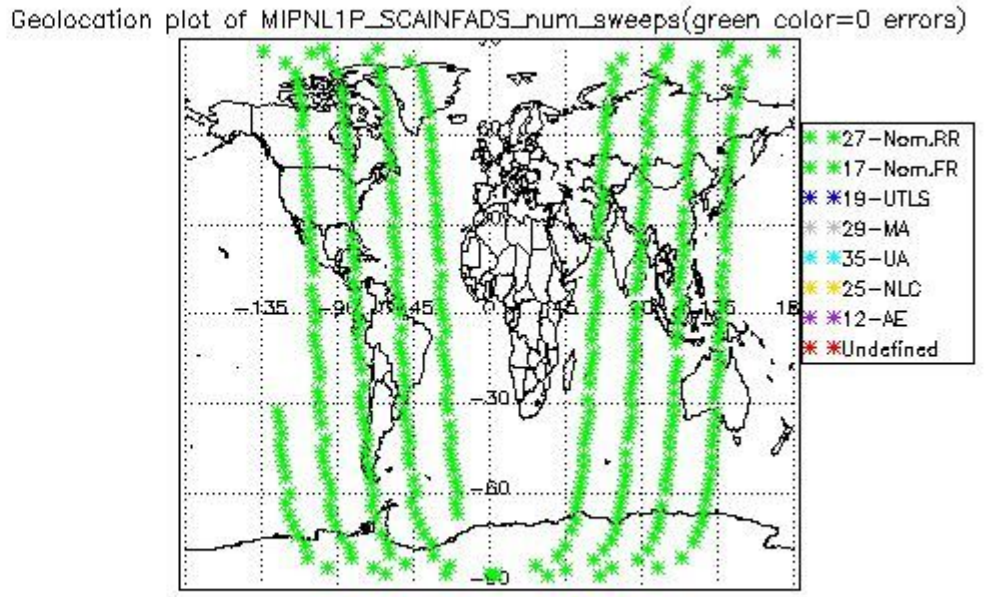 Geolocation plot of MIPNL1P_SCAINFADS_num_sweeps(green color=0 errors)
27-Nom.RR
17-Nom.FR
19-UTLS
29-MA
35-UA
25-NLC
12-AE
Undefined
60
-135 -90 -45
-30
-60